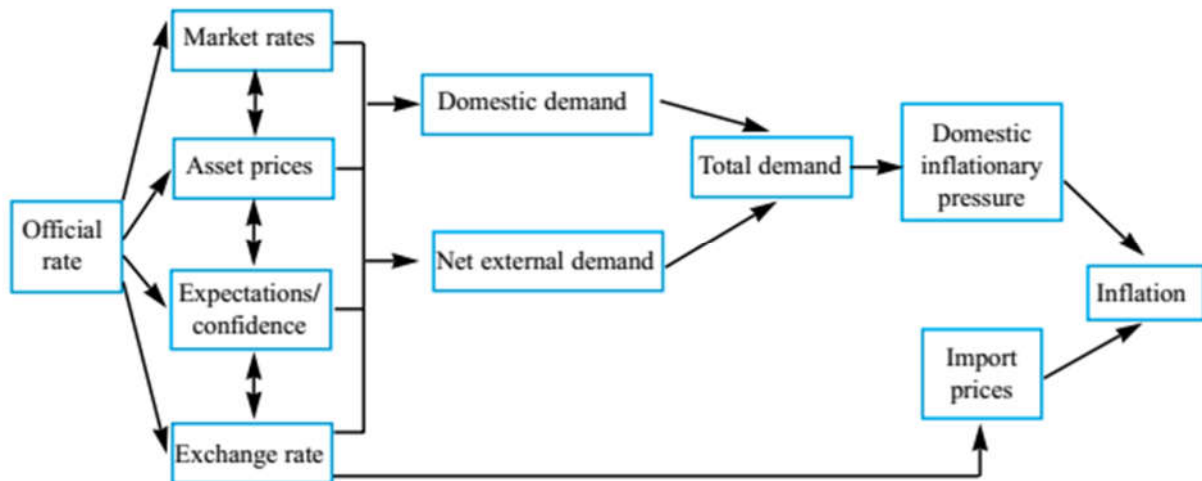 Market rates
Asset prices
Official
rate
Expectations/
confidence
Exchange rate
Domestic demand
Net external demand
Total demand
Domestic
inflationary
pressure
Import
prices
Inflation